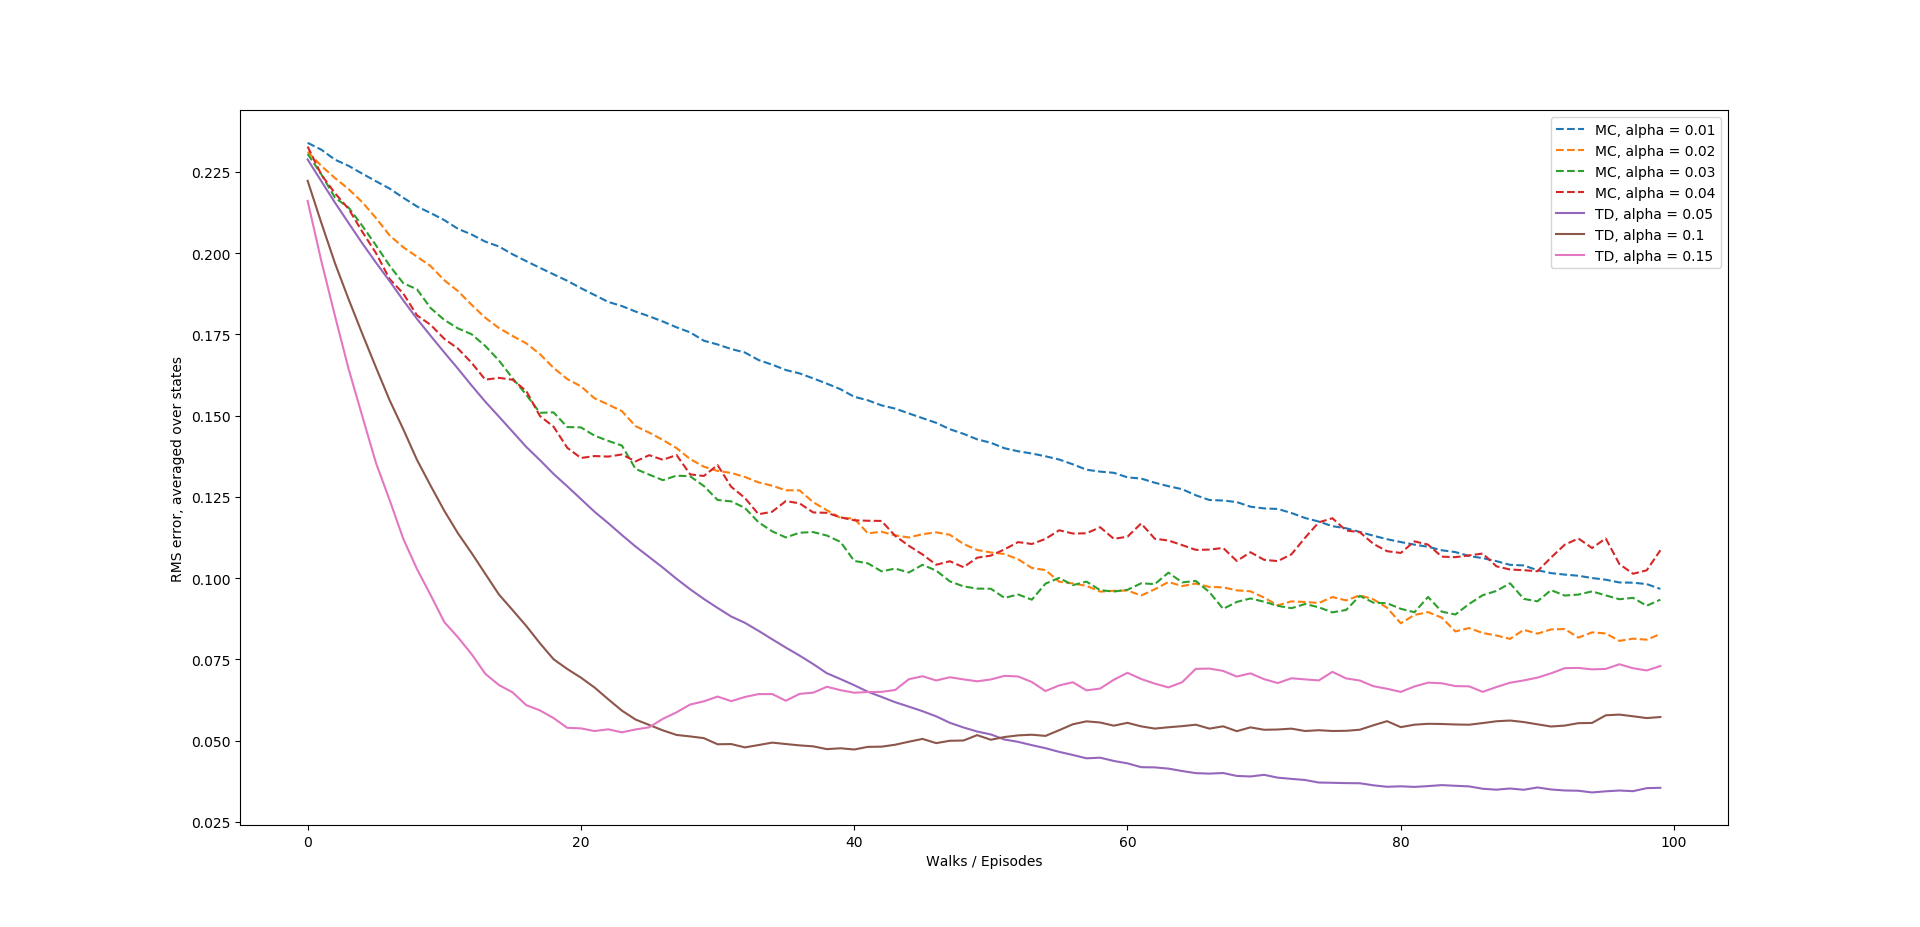 MC, alpha = 0.01
MC, alpha = 0.02
MC, alpha = 0.03
MC, alpha = 0.04
TD, alpha = 0.05
TD, alpha = 0.1
TD, alpha = 0.15
RMS error, averaged over states
0.225
0.200
0.175
0.150
0.125
0.100
0.075
0.050
0.025
0 20 40 60 80 100
Walks / Episodes